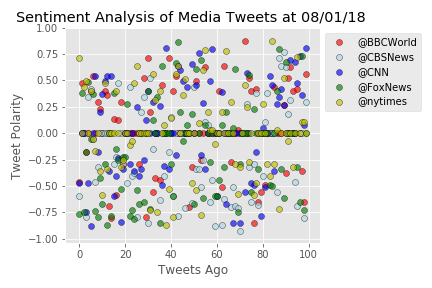 Sentiment Analysis of Media Tweets at 08/01/18
1.00
0.75
0.50
0.25
0.00
−0.25
−0.50
−0.75
−1.00
Tweet Polarity
0
20
40
60
80
100
Tweets Ago
@BBCWorld
@CBSNews
@CNN
@FoxNews
@nytimes